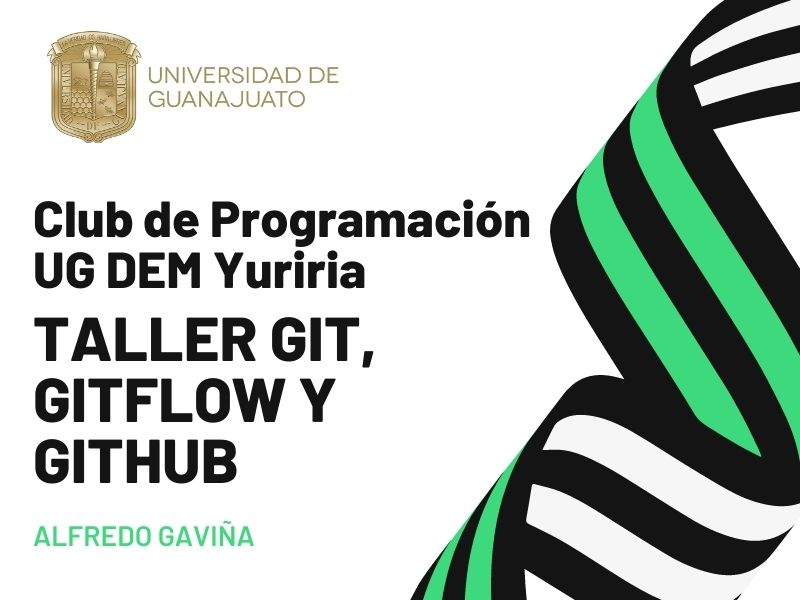 UNIVERSIDAD DE
GUANAJUATO
Club de Programación
UG DEM Yuriria
TALLER GIT,
GITFLOW Y
GITHUB
ALFREDO GAVIÑA